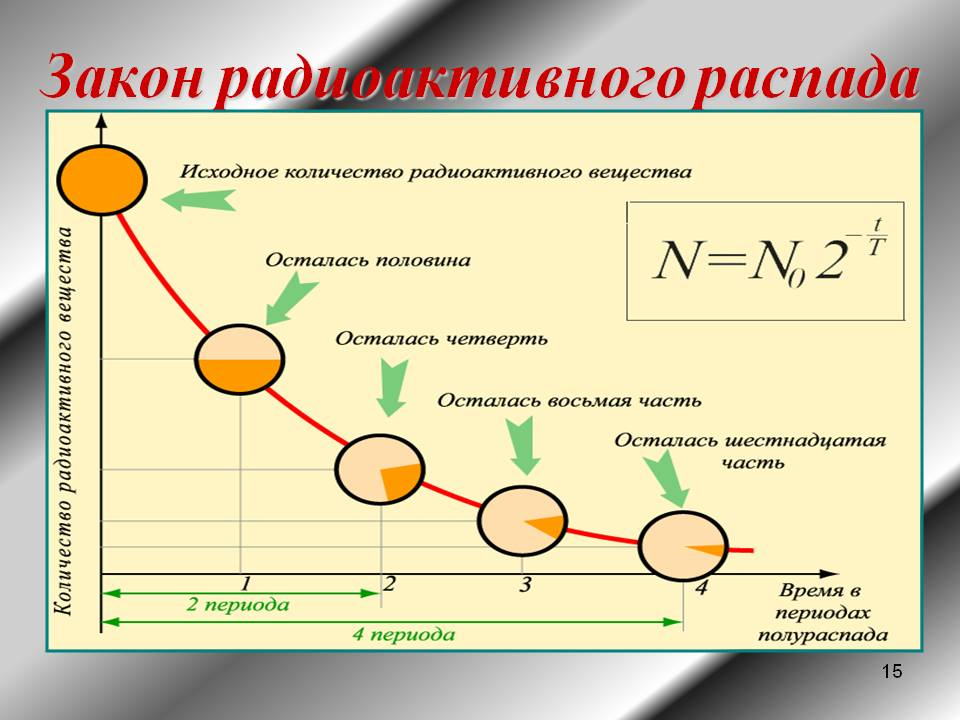 Закон радиоактивного распада
Исходное количество радиоактивного вещества
N=N₀ 2^(-t/T)
Осталась половина
Осталась четверть
Осталась восьмая часть
Осталась шестнадцатая
часть
Количество радиоактивного вещества
1 2 3 4
2 периода
4 периода
Время в
периодах
полураспада
15